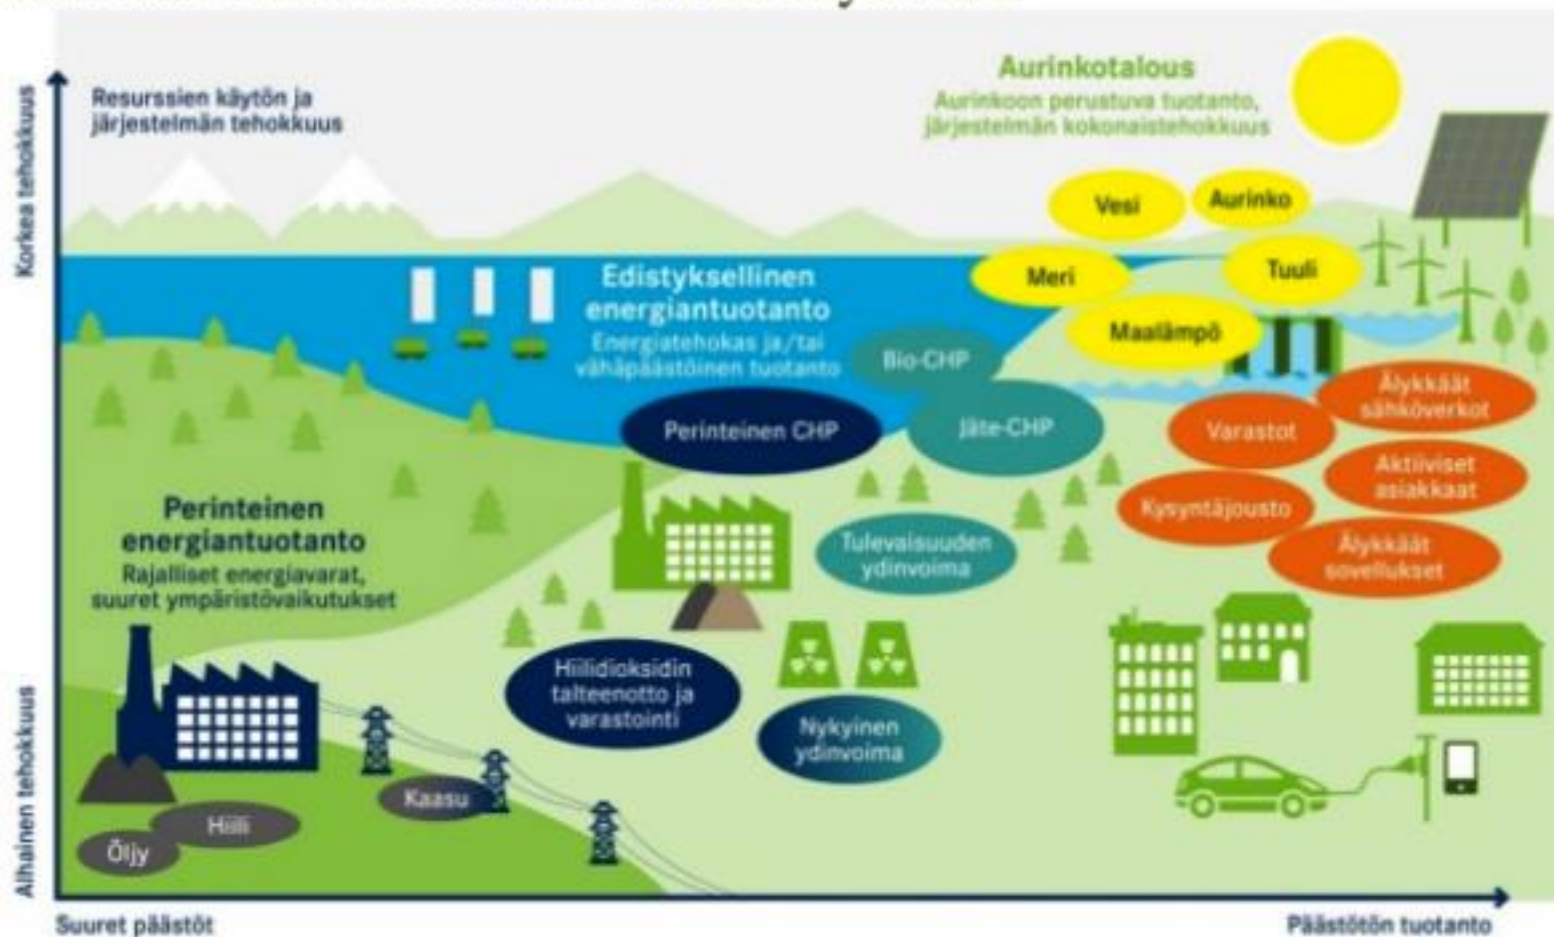 Korkea tehokkuus
Resurssien käytön ja
järjestelmän tehokkuus
Aurinkotalous
Aurinkoon perustuva tuotanto,
järjestelmän kokonaistehokkuus
Vesi
Aurinko
Meri
Tuuli
Maalämpö
Edistyksellinen
energiantuotanto
Energiatehokas ja/tai
vähäpäästöinen tuotanto
Bio-CHP
Perinteinen CHP
Jäte-CHP
Älykkäät
sähköverkot
Varastot
Aktiiviset
asiakkaat
Kysyntäjousto
Älykkäät
sovellukset
Perinteinen
energiantuotanto
Rajalliset energiavarat,
suuret ympäristövaikutukset
Tulevaisuuden
ydinvoima
Hiilidioksidin
talteenotto ja
varastointi
Nykyinen
ydinvoima
Kaasu
Hiili
Öljy
Alhainen tehokkuus
Suuret päästöt
Päästötön tuotanto